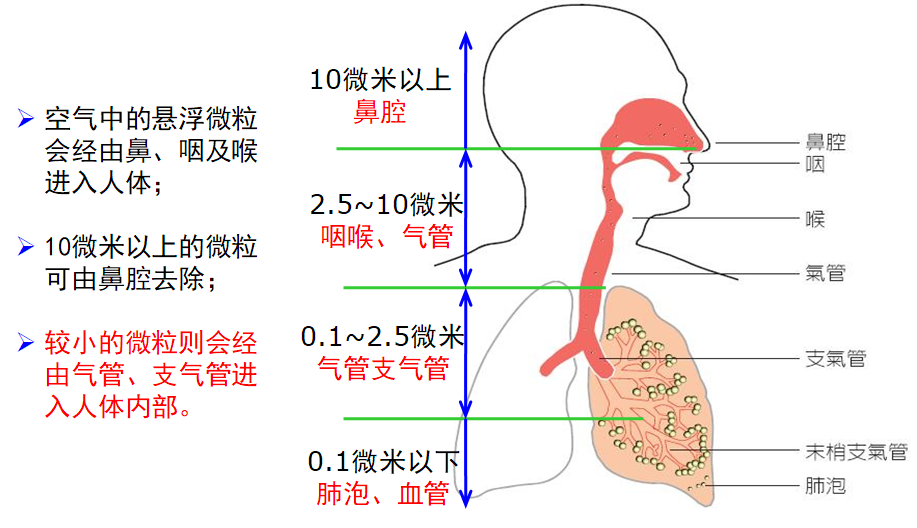 空气中的悬浮微粒
会经由鼻、咽及喉
进入人体;
10微米以上的微粒
可由鼻腔去除;
较小的微粒则会经
由气管、支气管进
入人体内部。
10微米以上
鼻腔
2.5~10微米
咽喉、气管
0.1~2.5微米
气管支气管
0.1微米以下
肺泡、血管
鼻腔
咽
喉
氣管
支氣管
末梢支氣管
肺泡